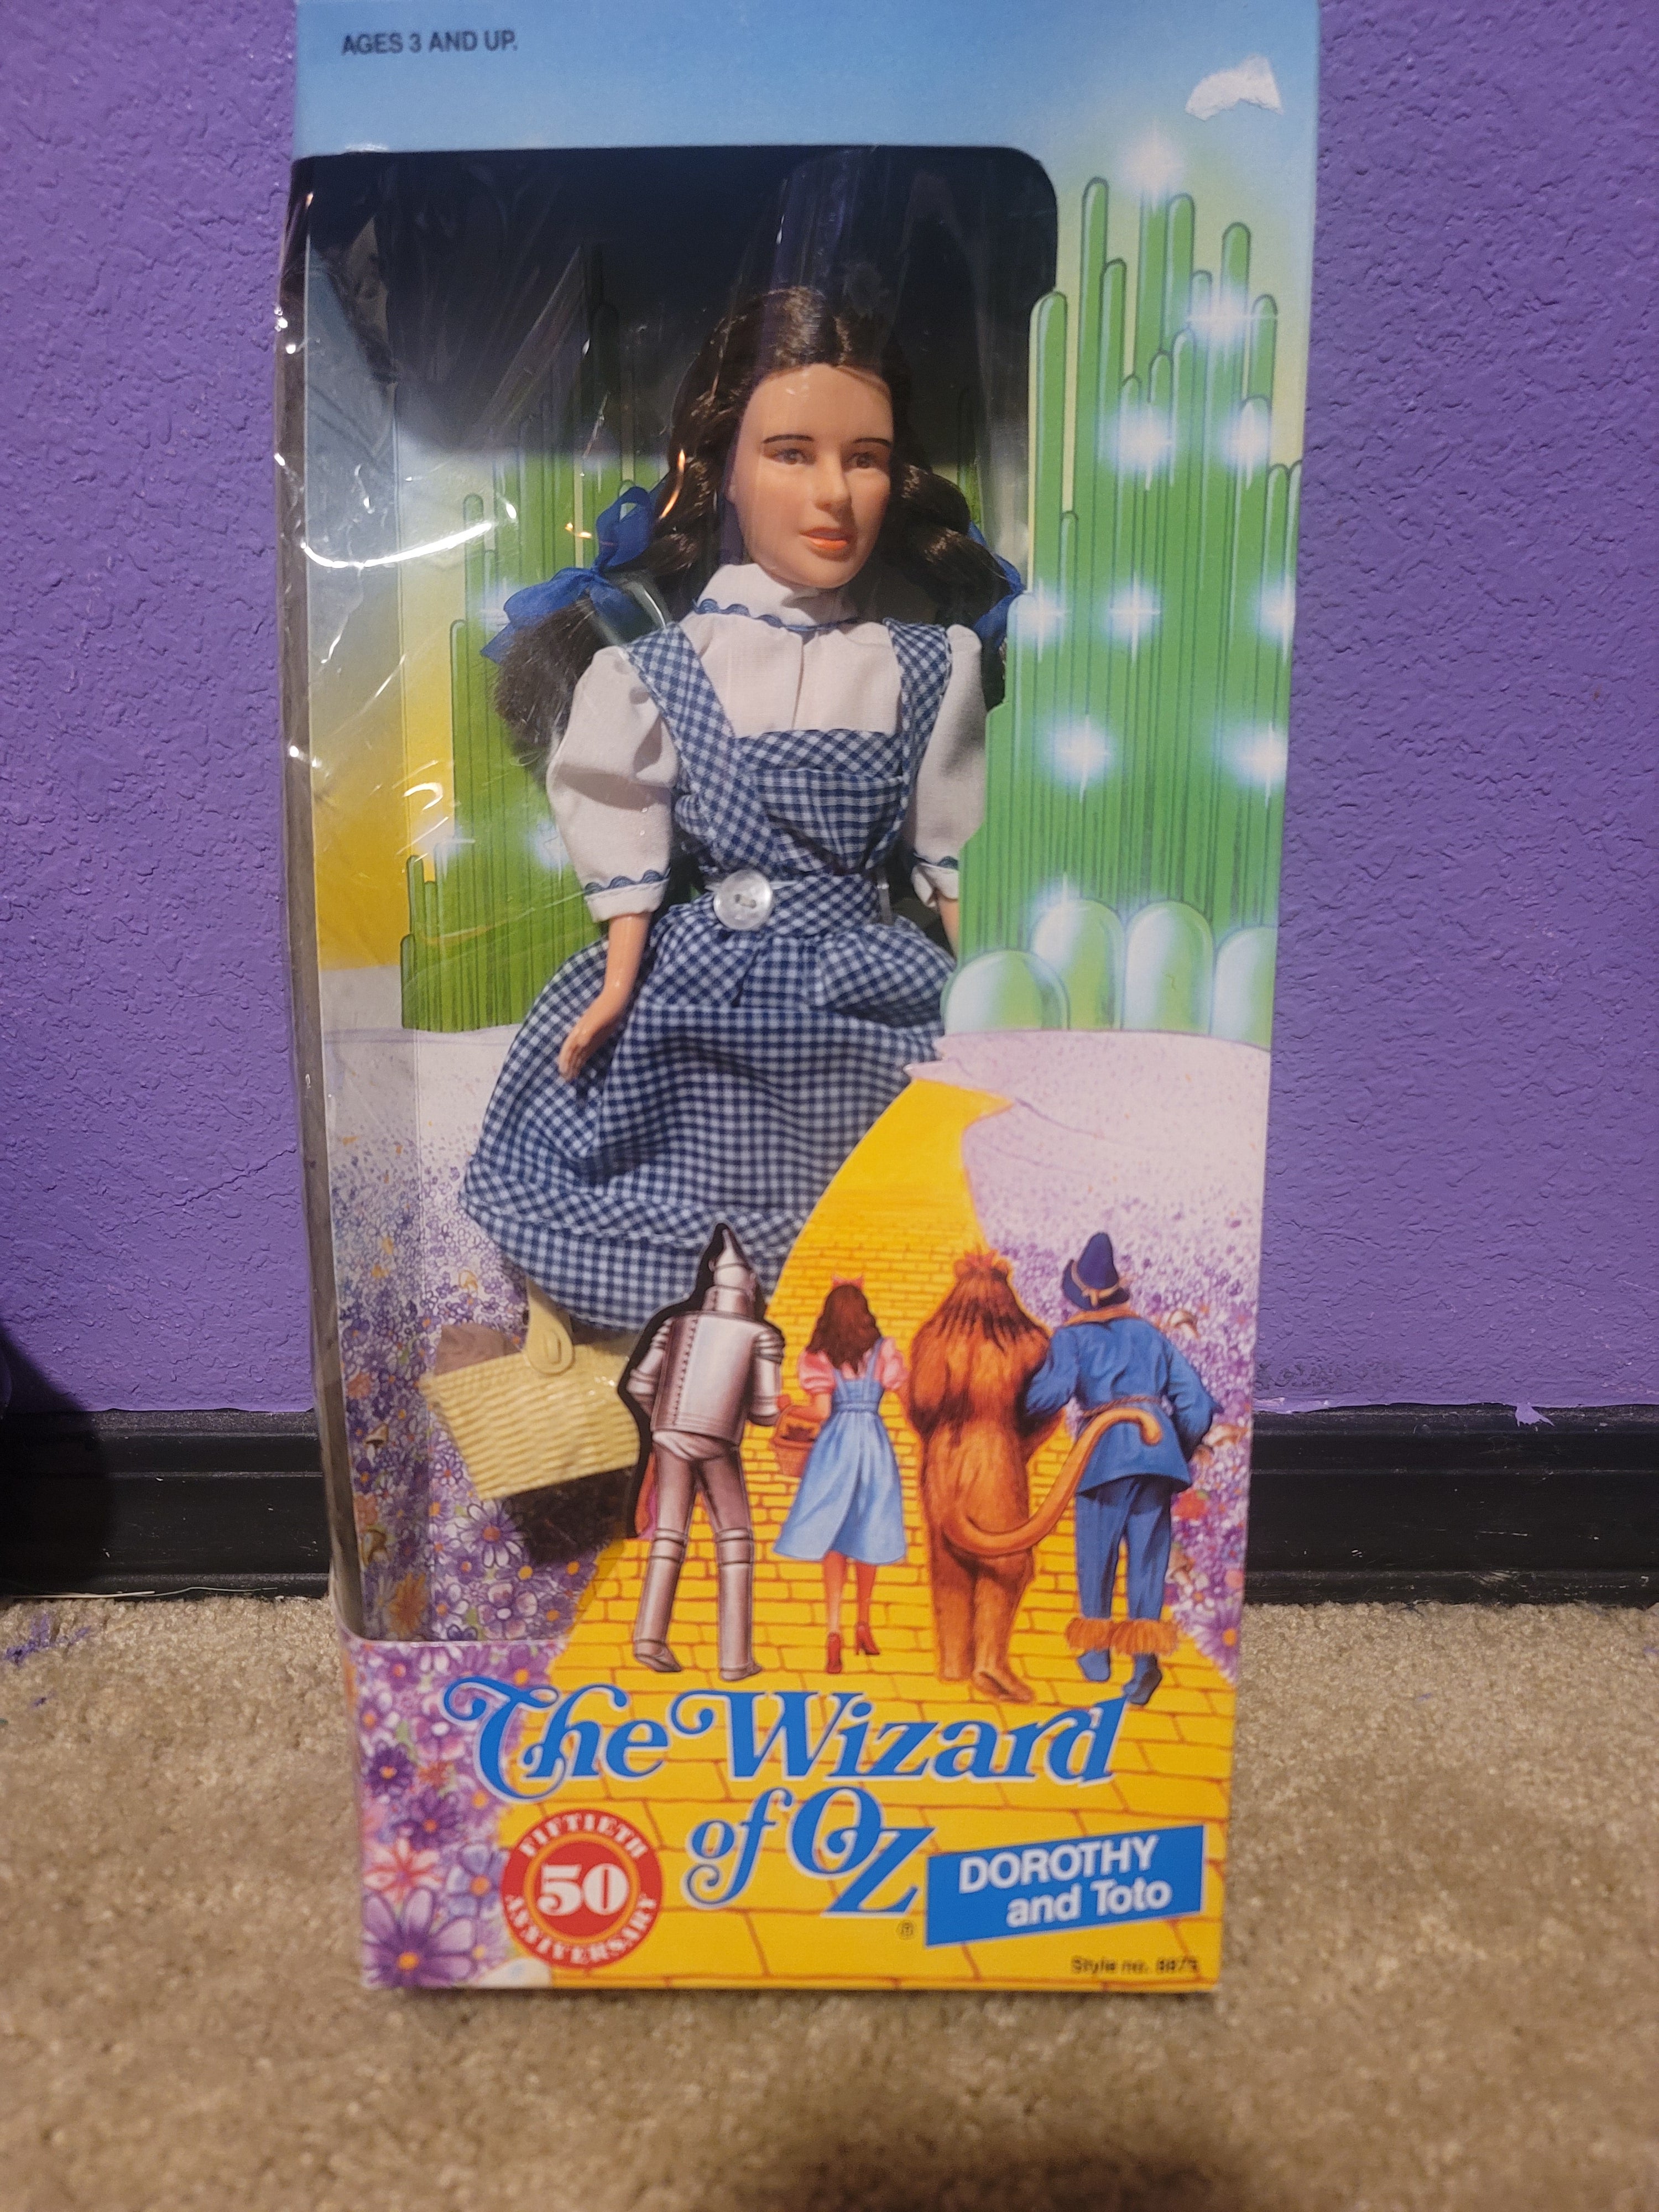 AGES 3 AND UP.
The Wizard
of Oz
®
FIFTIETH
50
ANNIVERSARY
DOROTHY
and Toto
Style no.